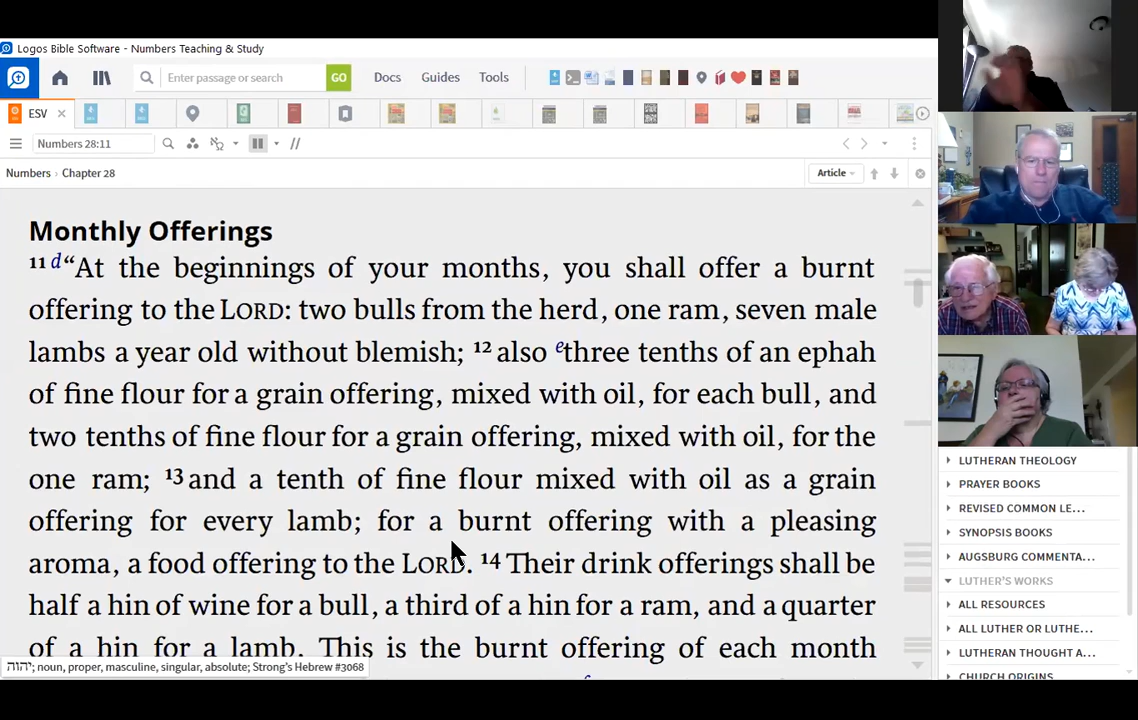 Logos Bible Software - Numbers Teaching & Study
Enter passage or search
GO
Docs
Guides
Tools
ESV
Numbers 28:11
Numbers › Chapter 28
Article
Monthly Offerings
11 d“At the beginnings of your months, you shall offer a burnt
offering to the LORD: two bulls from the herd, one ram, seven male
lambs a year old without blemish; 12 also ethree tenths of an ephah
of fine flour for a grain offering, mixed with oil, for each bull, and
two tenths of fine flour for a grain offering, mixed with oil, for the
one ram; 13 and a tenth of fine flour mixed with oil as a grain
offering for every lamb; for a burnt offering with a pleasing
aroma, a food offering to the LORD. 14 Their drink offerings shall be
half a hin of wine for a bull, a third of a hin for a ram, and a quarter
of a hin for a lamb. This is the burnt offering of each month
יהוה; noun, proper, masculine, singular, absolute; Strong's Hebrew #3068
LUTHERAN THEOLOGY
PRAYER BOOKS
REVISED COMMON LE...
SYNOPSIS BOOKS
AUGSBURG COMMENTA...
LUTHER'S WORKS
ALL RESOURCES
ALL LUTHER OR LUTHE...
LUTHERAN THOUGHT A...
CHURCH ORIGINS